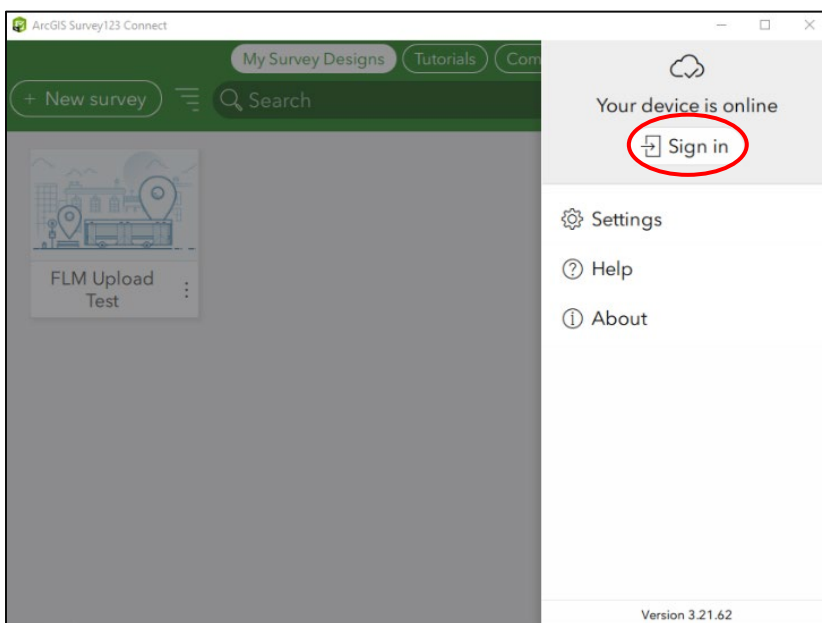 ArcGIS Survey123 Connect
My Survey Designs
Tutorials
Com
+ New survey
Search
FLM Upload
Test
Your device is online
Sign in
Settings
Help
About
Version 3.21.62